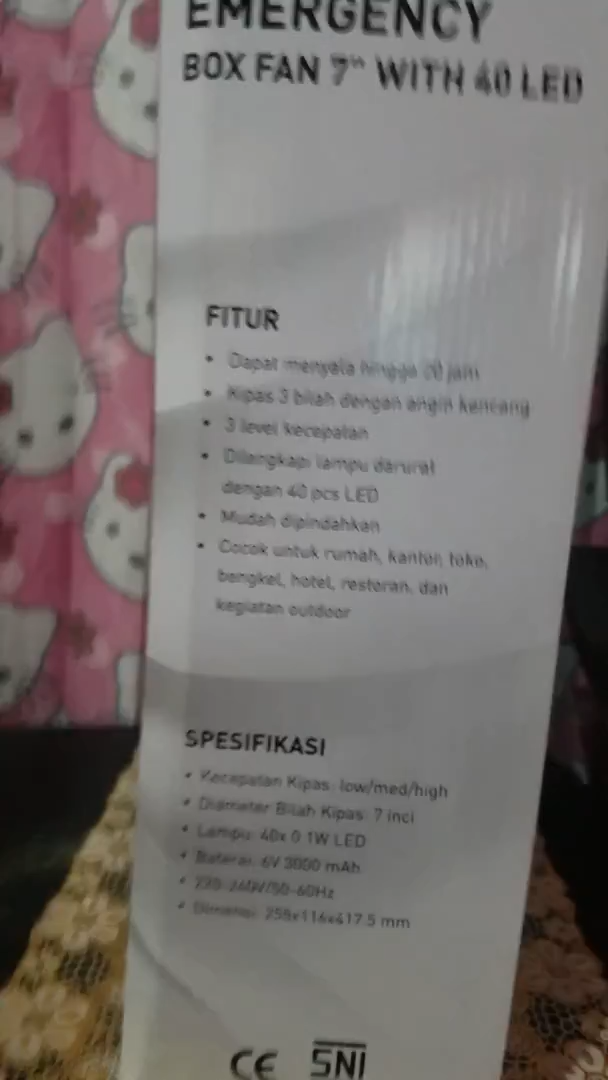 EMERGENCY
BOX FAN 7" WITH 40 LED
FITUR
• Dapat menyala hingga 20 jam
• Kipas 3 bilah dengan angin kencang
• 3 level kecepatan
• Dilengkapi lampu darurat
dengan 40 pcs LED
• Mudah dipindahkan
• Cocok untuk rumah, kantor, toko,
bengkel, hotel, restoran, dan
kegiatan outdoor
SPESIFIKASI
• Kecepatan Kipas: low/med/high
• Diameter Bilah Kipas: 7 inci
• Lampu: 40x 0.1W LED
• Baterai: 6V 3000 mAh
• /50-60Hz
• Dimensi: mm
CE SNI